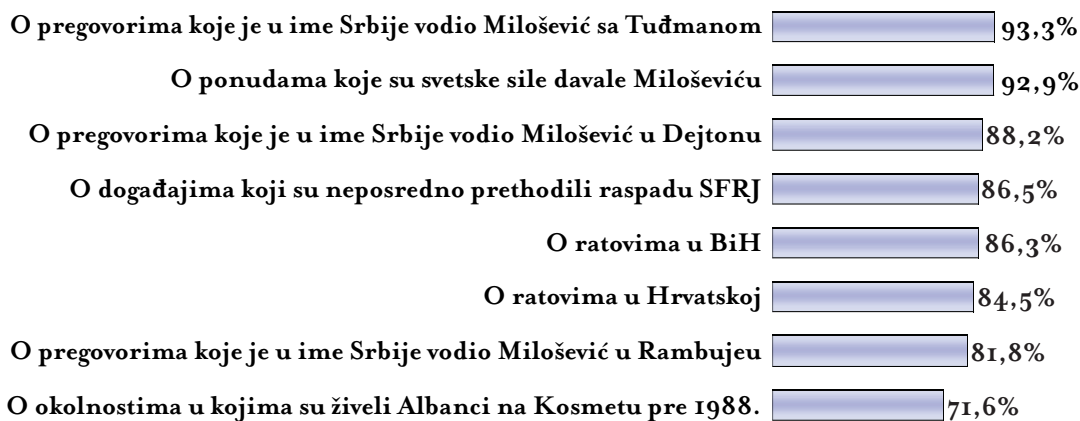 O pregovorima koje je u ime Srbije vodio Milošević sa Tuđmanom 93,3%
O ponudama koje su svetske sile davale Miloševiću 92,9%
O pregovorima koje je u ime Srbije vodio Milošević u Dejtonu 88,2%
O događajima koji su neposredno prethodili raspadu SFRJ 86,5%
O ratovima u BiH 86,3%
O ratovima u Hrvatskoj 84,5%
O pregovorima koje je u ime Srbije vodio Milošević u Rambujeu 81,8%
O okolnostima u kojima su živeli Albanci na Kosmetu pre 1988. 71,6%